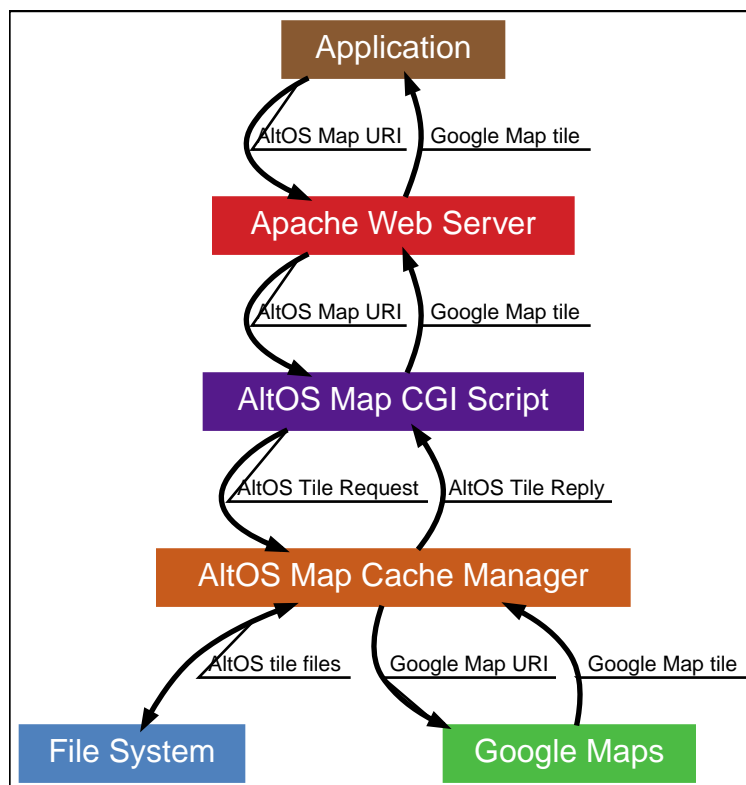 Application
AltOS Map URI
Google Map tile
Apache Web Server
AltOS Map URI
Google Map tile
AltOS Map CGI Script
AltOS Tile Request
AltOS Tile Reply
AltOS Map Cache Manager
AltOS tile files
Google Map URI
Google Map tile
File System
Google Maps